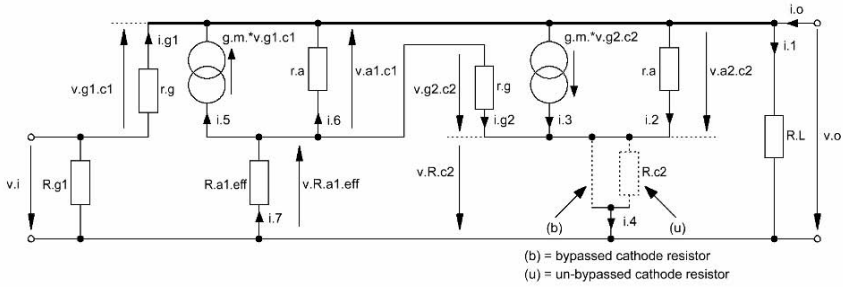 i.o
i.g1
g.m.*v.g1.c1
g.m.*v.g2.c2
i.1
v.g1.c1
r.g
r.a
v.a1.c1
v.g2.c2
r.g
r.a
v.a2.c2
i.5
i.6
i.g2
i.3
i.2
R.L
v.o
v.i
R.g1
R.a1.eff
v.R.a1.eff
v.R.c2
R.c2
i.7
(b)
i.4
(u)
(b) = bypassed cathode resistor
(u) = un-bypassed cathode resistor